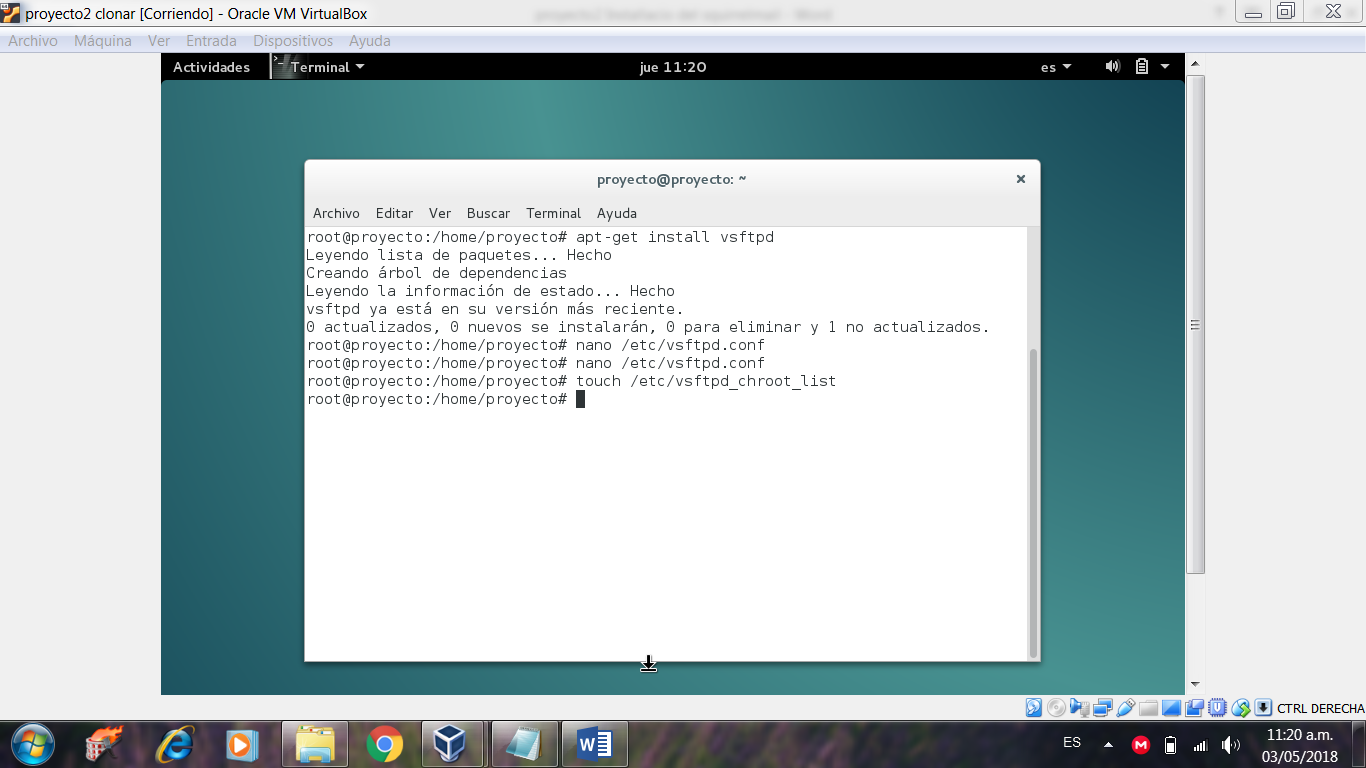 proyecto2 clonar [Corriendo] - Oracle VM VirtualBox
Archivo Máquina Ver Entrada Dispositivos Ayuda
Actividades Terminal jue 11:20 es
proyecto@proyecto: ~
Archivo Editar Ver Buscar Terminal Ayuda
root@proyecto:/home/proyecto# apt-get install vsftpd
Leyendo lista de paquetes... Hecho
Creando árbol de dependencias
Leyendo la información de estado... Hecho
vsftpd ya está en su versión más reciente.
0 actualizados, 0 nuevos se instalarán, 0 para eliminar y 1 no actualizados.
root@proyecto:/home/proyecto# nano /etc/vsftpd.conf
root@proyecto:/home/proyecto# nano /etc/vsftpd.conf
root@proyecto:/home/proyecto# touch /etc/vsftpd_chroot_list
root@proyecto:/home/proyecto#
CTRL DERECHA
ES
11:20 a.m.
03/05/2018